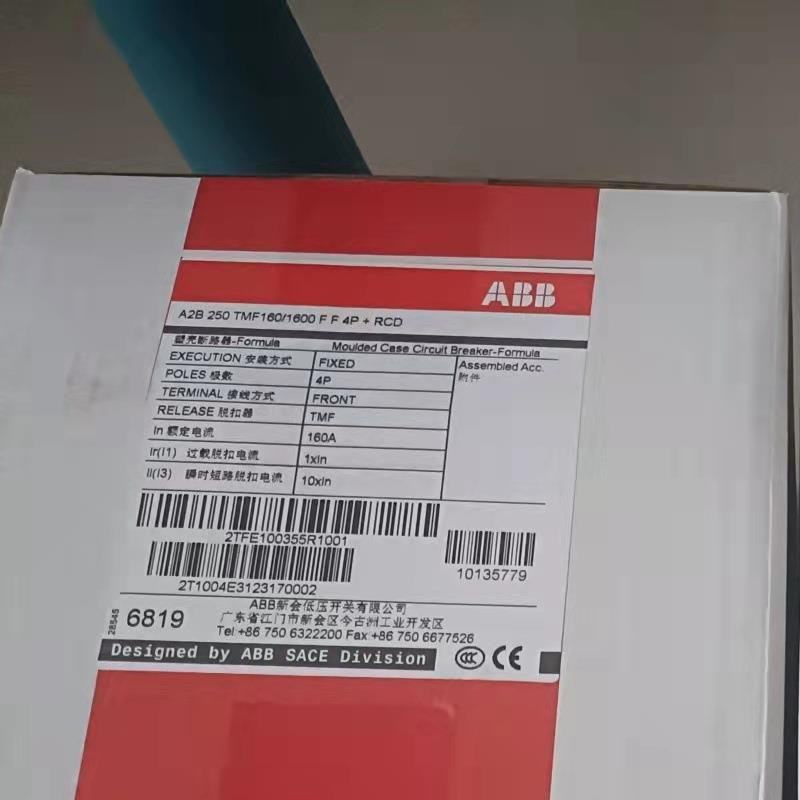 ABB
A2B 250 TMF160/1600 F F 4P + RCD
塑壳断路器-Formula Moulded Case Circuit Breaker-Formula
EXECUTION 安装方式 FIXED Assembled Acc.
附件
POLES 极数 4P
TERMINAL 接线方式 FRONT
RELEASE 脱扣器 TMF
In 额定电流 160A
Ir(I1) 过载脱扣电流 1xIn
Ii(I3) 瞬时短路脱扣电流 10xIn
2TFE100355R1001
10135779
2T1004E3123170002
28545
6819
ABB新会低压开关有限公司
广东省江门市新会区今古洲工业开发区
Tel:+86 750 6322200 Fax +86 750 6677526
Designed by ABB SACE Division CCC CE